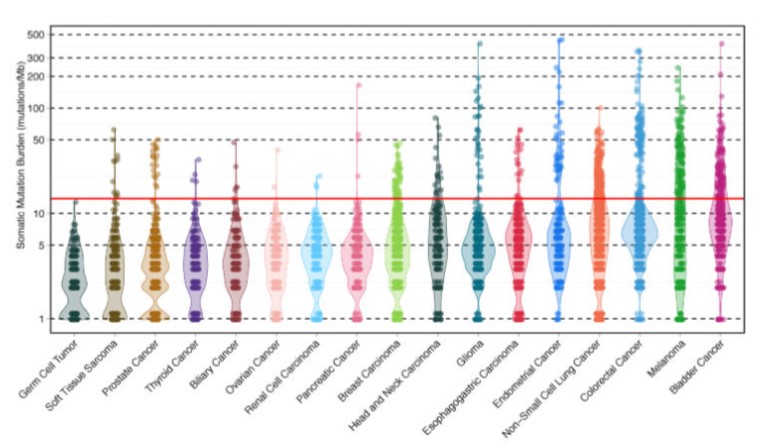 Somatic Mutation Burden (mutations/Mb)
500
300
200
100
50
10
5
1
Germ Cell Tumor
Soft Tissue Sarcoma
Prostate Cancer
Thyroid Cancer
Biliary Cancer
Ovarian Cancer
Renal Cell Carcinoma
Pancreatic Cancer
Breast Carcinoma
Head and Neck Carcinoma
Glioma
Esophagogastric Carcinoma
Endometrial Cancer
Non-Small Cell Lung Cancer
Colorectal Cancer
Melanoma
Bladder Cancer